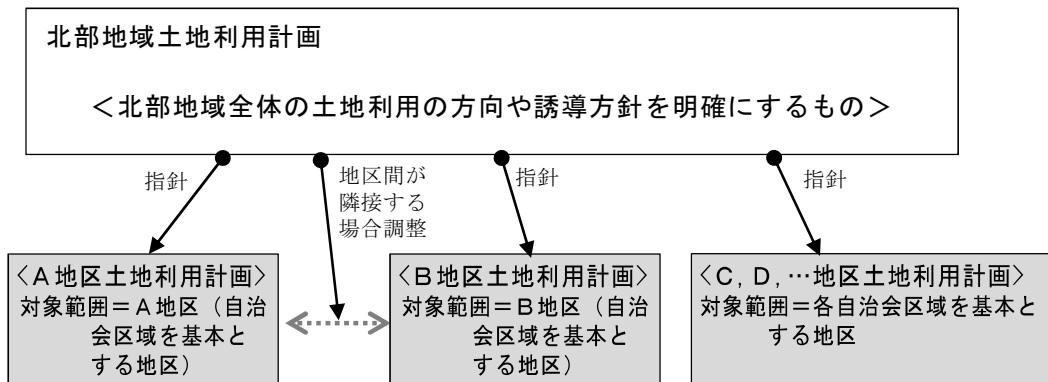 北部地域土地利用計画
＜北部地域全体の土地利用の方向や誘導方針を明確にするもの＞
指針
地区間が
隣接する
場合調整
指針
指針
〈Ａ地区土地利用計画〉
対象範囲＝Ａ地区（自治
会区域を基本と
する地区）
〈Ｂ地区土地利用計画〉
対象範囲＝Ｂ地区（自治
会区域を基本と
する地区）
〈Ｃ，Ｄ，…地区土地利用計画〉
対象範囲＝各自治会区域を基本と
する地区